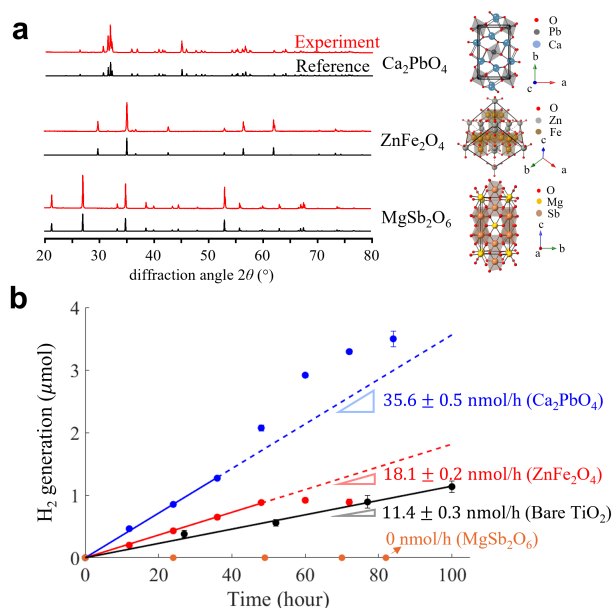 a
Experiment
Reference
Ca₂PbO₄
O
Pb
Ca
b
c
a
ZnFe₂O₄
O
Zn
Fe
c
b
a
MgSb₂O₆
O
Mg
Sb
c
a
b
20 30 40 50 60 70 80
diffraction angle 2θ (°)
b
H₂ generation (μmol)
4
3
2
1
0
35.6 ± 0.5 nmol/h (Ca₂PbO₄)
18.1 ± 0.2 nmol/h (ZnFe₂O₄)
11.4 ± 0.3 nmol/h (Bare TiO₂)
0 nmol/h (MgSb₂O₆)
0 20 40 60 80 100
Time (hour)